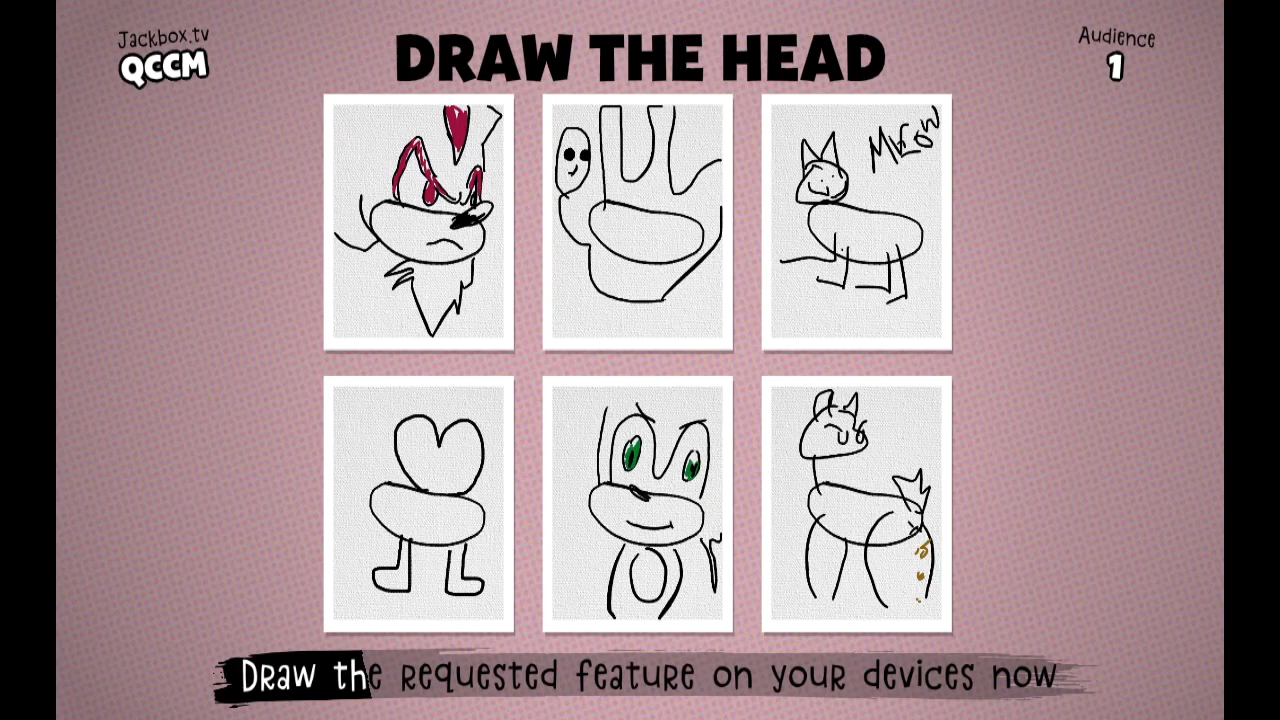 Jackbox.tv
QCCM
DRAW THE HEAD
Audience
1
Meow
Draw the requested feature on your devices now